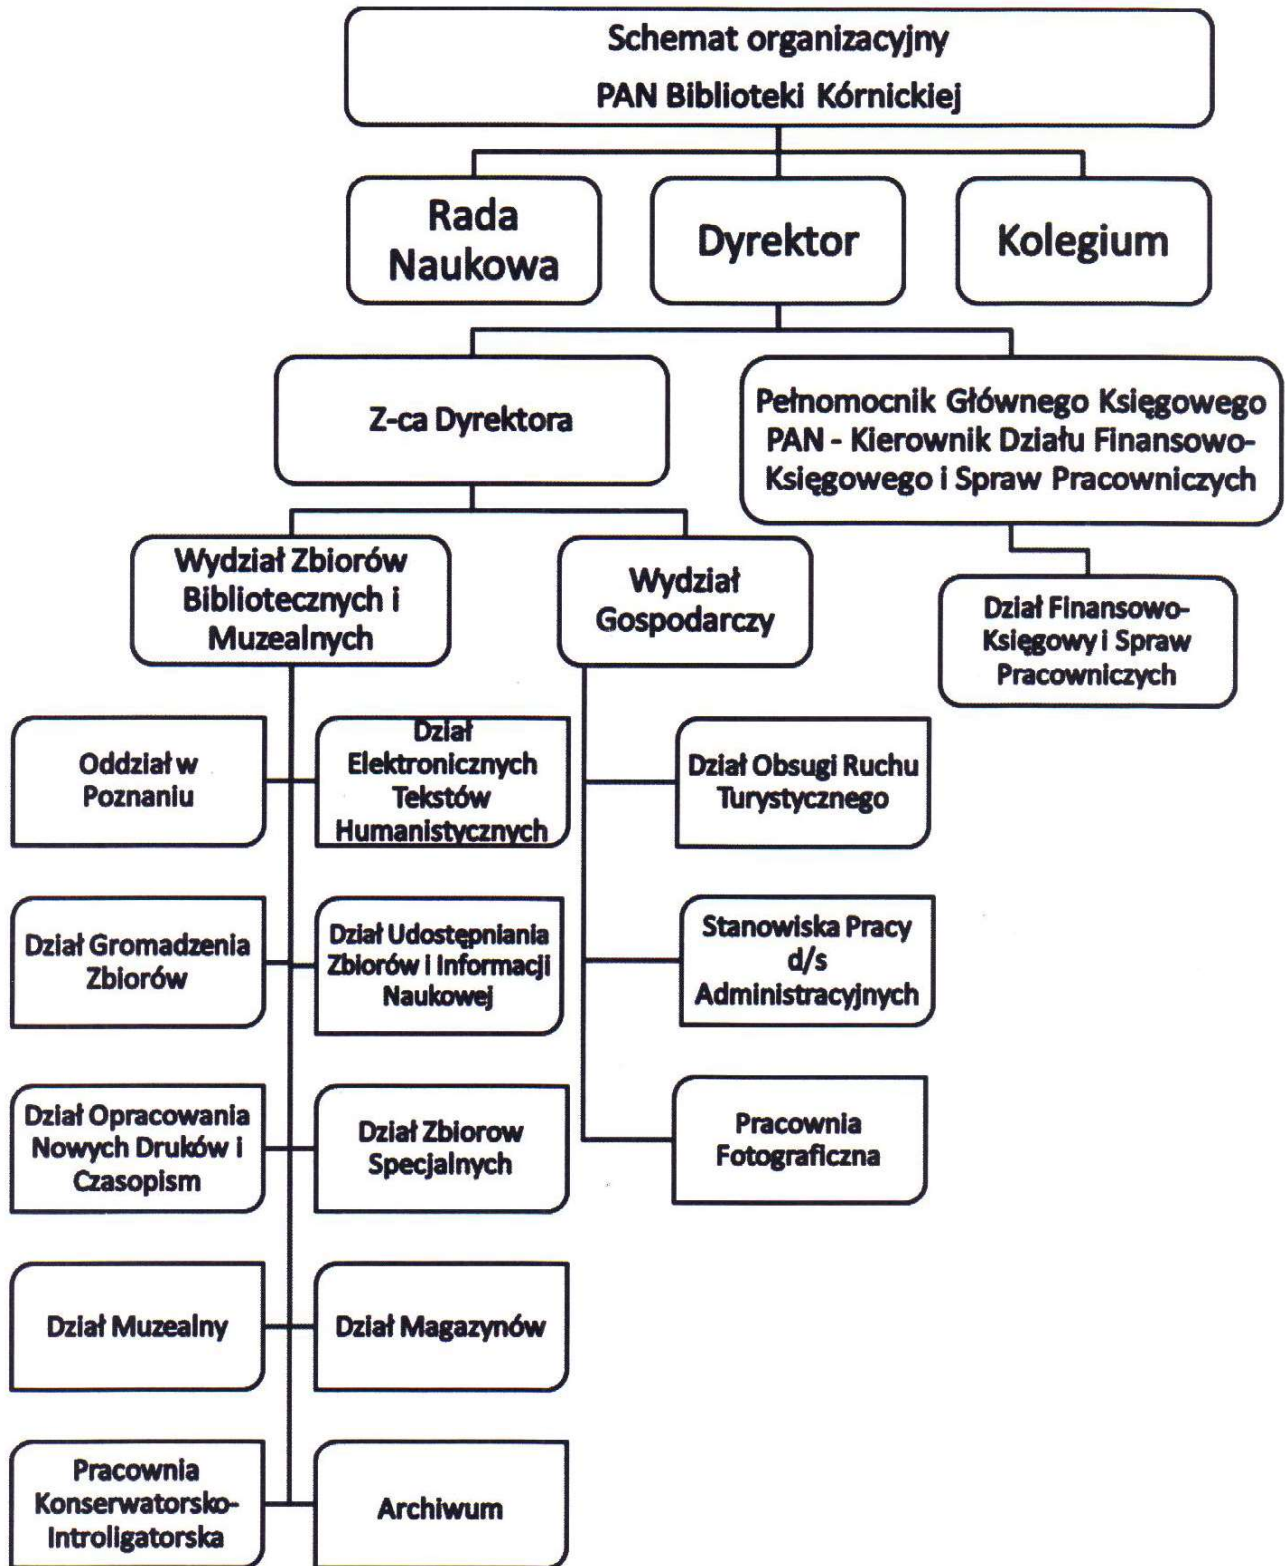 Schemat organizacyjny
PAN Biblioteki Kórnickiej
Rada
Naukowa
Dyrektor
Kolegium
Z-ca Dyrektora
Pełnomocnik Głównego Księgowego
PAN - Kierownik Działu Finansowo-
Księgowego i Spraw Pracowniczych
Wydział Zbiorów
Bibliotecznych i
Muzealnych
Wydział
Gospodarczy
Dział Finansowo-
Księgowy i Spraw
Pracowniczych
Oddział w
Poznaniu
Dział
Elektronicznych
Tekstów
Humanistycznych
Dział Obsugi Ruchu
Turystycznego
Dział Gromadzenia
Zbiorów
Dział Udostępniania
Zbiorów i Informacji
Naukowej
Stanowiska Pracy
d/s
Administracyjnych
Dział Opracowania
Nowych Druków i
Czasopism
Dział Zbiorow
Specjalnych
Pracownia
Fotograficzna
Dział Muzealny
Dział Magazynów
Pracownia
Konserwatorsko-
Introligatorska
Archiwum